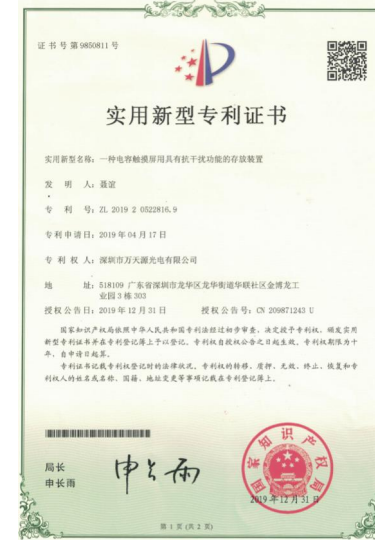 证书号第9850811号
实用新型专利证书
实用新型名称：一种电容触摸屏用具有抗干扰功能的存放装置
发 明 人：聂谊
专 利 号：ZL 2019 2 0522816.9
专利申请日：2019年04月17日
专 利 权 人：深圳市万天源光电有限公司
地 址：518109 广东省深圳市龙华区龙华街道华联社区金博龙工
业园3栋303
授权公告日：2019年12月31日 授权公告号：CN 209871243 U
国家知识产权局依照中华人民共和国专利法经过初步审查，决定授予专利权，颁发实用
新型专利证书并在专利登记簿上予以登记。专利权自授权公告之日起生效。专利权期限为十
年，自申请日起算。
专利证书记载专利权登记时的法律状况。专利权的转移、质押、无效、终止、恢复和专
利权人的姓名或名称、国籍、地址变更等事项记载在专利登记簿上。
局长
申长雨
申长雨
国家知识产权局
2019年12月31日
第1页(共2页)